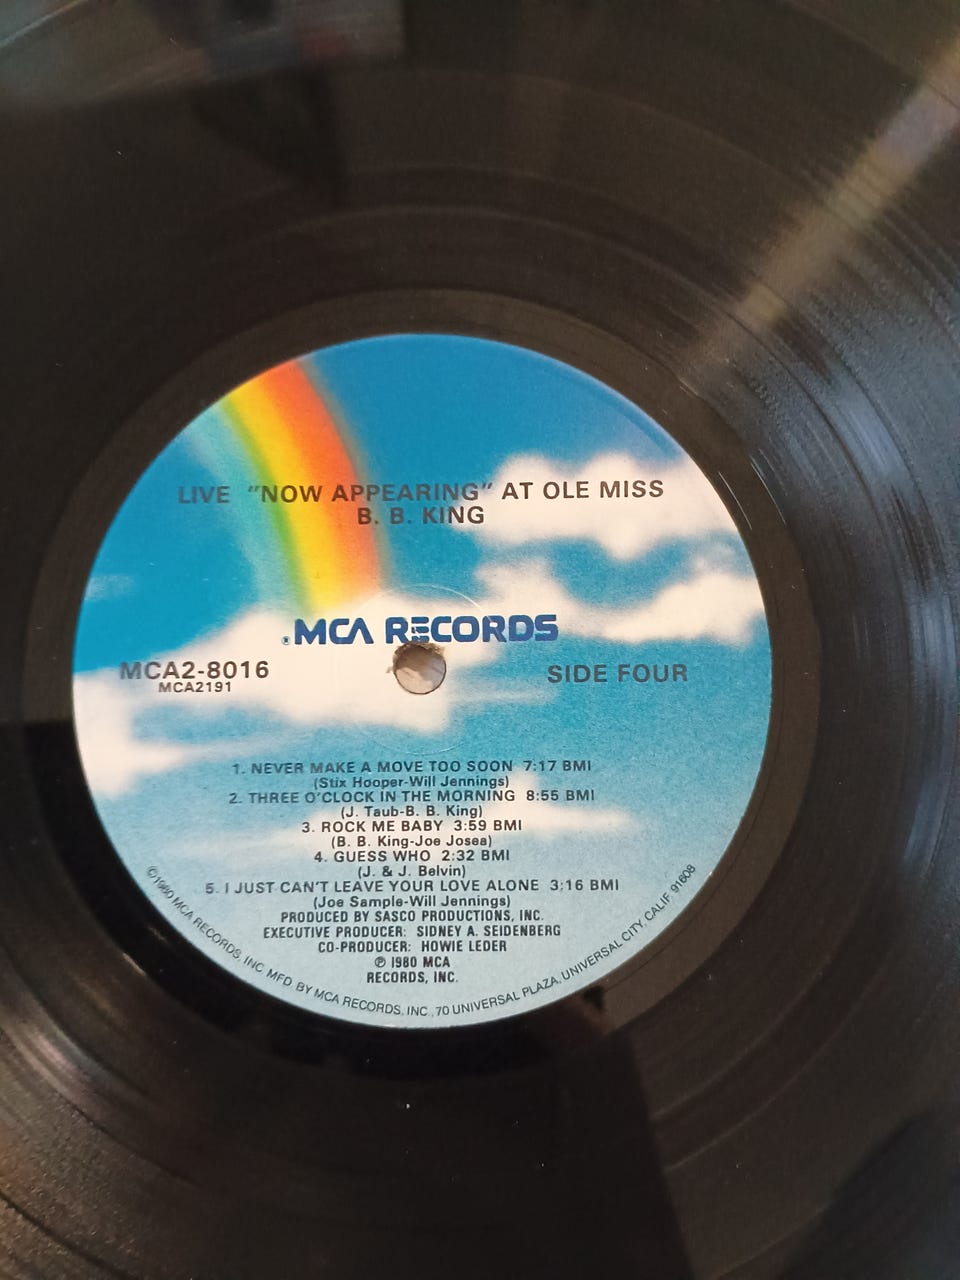 LIVE "NOW APPEARING" AT OLE MISS
B. B. KING
®MCA RECORDS
MCA2-8016
MCA2191
SIDE FOUR
1. NEVER MAKE A MOVE TOO SOON 7:17 BMI
(Stix Hooper-Will Jennings)
2. THREE O'CLOCK IN THE MORNING 8:55 BMI
(J. Taub-B. B. King)
3. ROCK ME BABY 3:59 BMI
(B. B. King-Joe Josea)
4. GUESS WHO 2:32 BMI
(J. & J. Belvin)
5. I JUST CAN'T LEAVE YOUR LOVE ALONE 3:16 BMI
(Joe Sample-Will Jennings)
PRODUCED BY SASCO PRODUCTIONS, INC.
EXECUTIVE PRODUCER: SIDNEY A. SEIDENBERG
CO-PRODUCER: HOWIE LEDER
℗ 1980 MCA
RECORDS, INC.
©1980 MCA RECORDS, INC MFD BY MCA RECORDS, INC., 70 UNIVERSAL PLAZA, UNIVERSAL CITY, CALIF. 91608